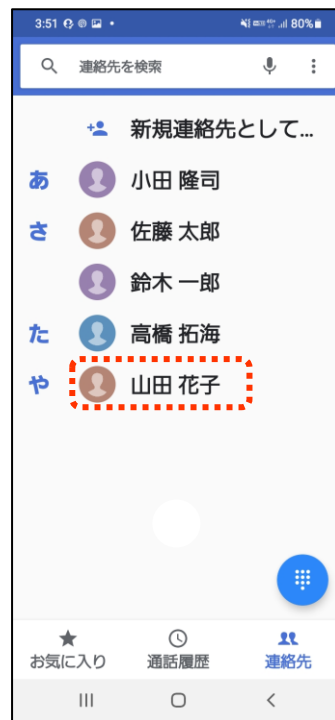 3:51
80%
連絡先を検索
新規連絡先として...
あ 小田 隆司
さ 佐藤 太郎
鈴木 一郎
た 高橋 拓海
や 山田 花子
お気に入り 通話履歴 連絡先